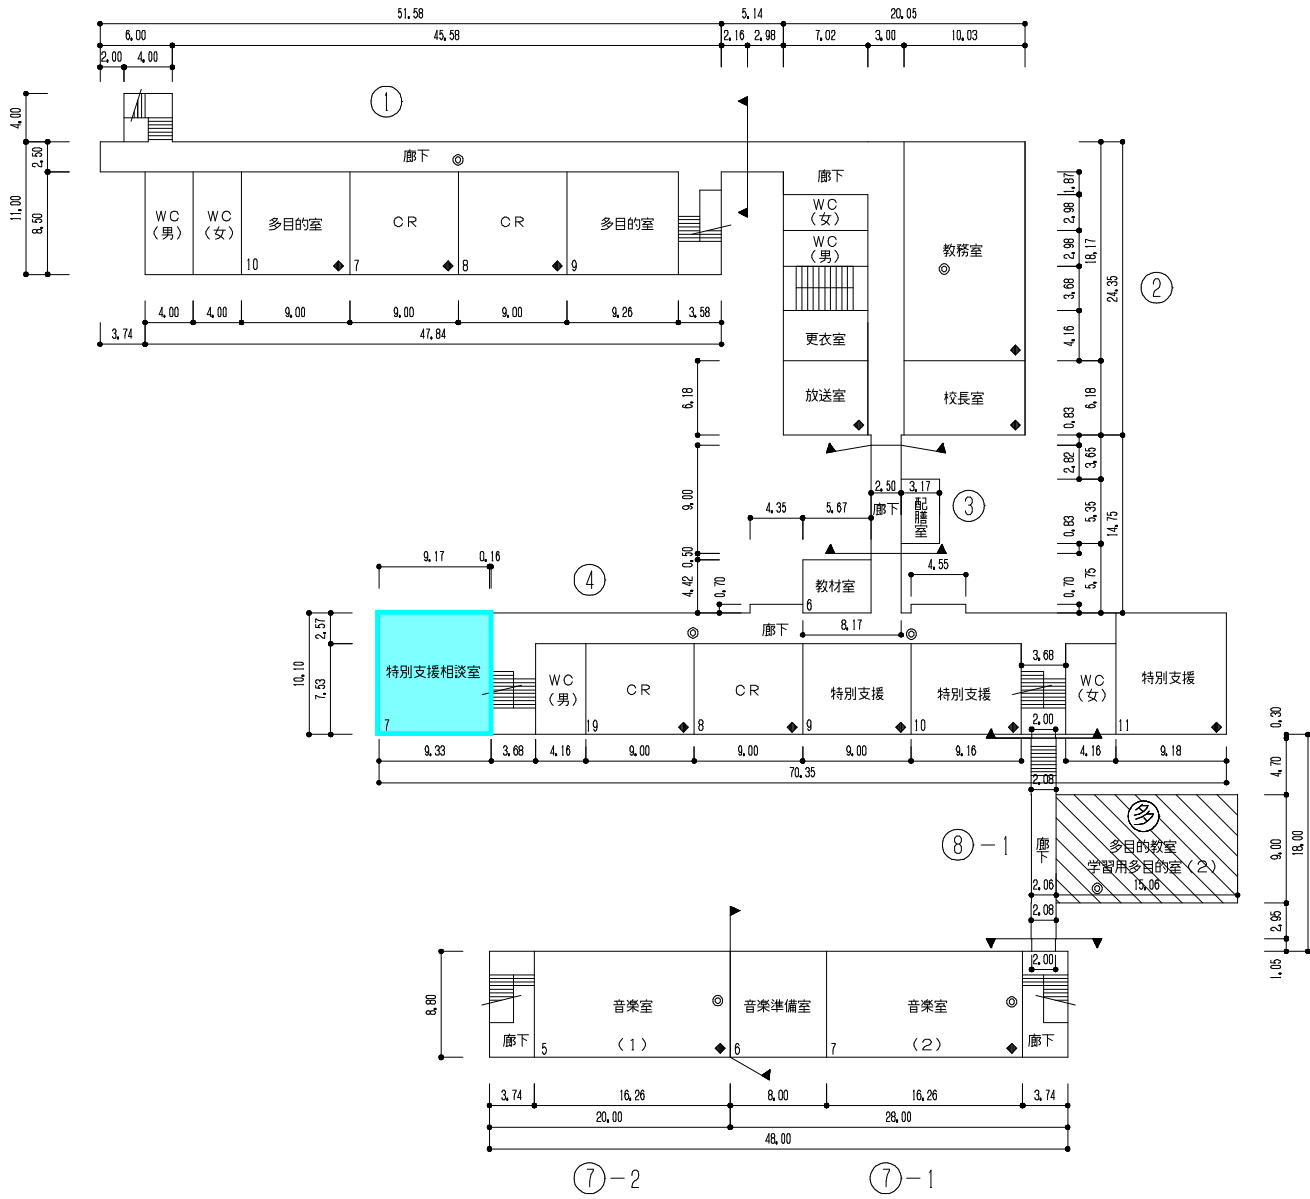 51.58 5.14 20.05
6.00 45.58 2.16 2.98 7.02 3.00 10.03
2.00 4.00
①
4.00
2.50
11.00
8.50
廊下
廊下
WC
（男）
WC
（女）
多目的室
10
CR
7
CR
8
多目的室
9
WC
（女）
WC
（男）
教務室
更衣室
放送室
校長室
1.87
2.98
2.98
18.17
3.68
24.35
4.16
②
4.00 4.00 9.00 9.00 9.00 9.26 3.58
3.74 47.84
6.18
6.18
0.83
2.82
3.65
9.00
2.50 3.17
廊下
配膳室
③
4.35 5.67
0.83
5.35
14.75
0.50
4.42
0.70
教材室
6
4.55
0.70
5.75
9.17 0.16
④
2.57
10.10
7.53
廊下
8.17
特別支援相談室
7
WC
（男）
CR
19
CR
8
特別支援
9
特別支援
10
3.68
WC
（女）
特別支援
11
2.00
0.30
9.33 3.68 4.16 9.00 9.00 9.00 9.16 4.16 9.18
70.35
2.08
4.70
⑧－1
廊下
多
多目的教室
学習用多目的室（2）
2.06 15.06
2.08
9.00
18.00
2.95
1.05
2.00
8.80
廊下
音楽室
（1）
5
音楽準備室
6
音楽室
（2）
7
廊下
3.74 16.26 8.00 16.26 3.74
20.00 28.00
48.00
⑦－2 ⑦－1